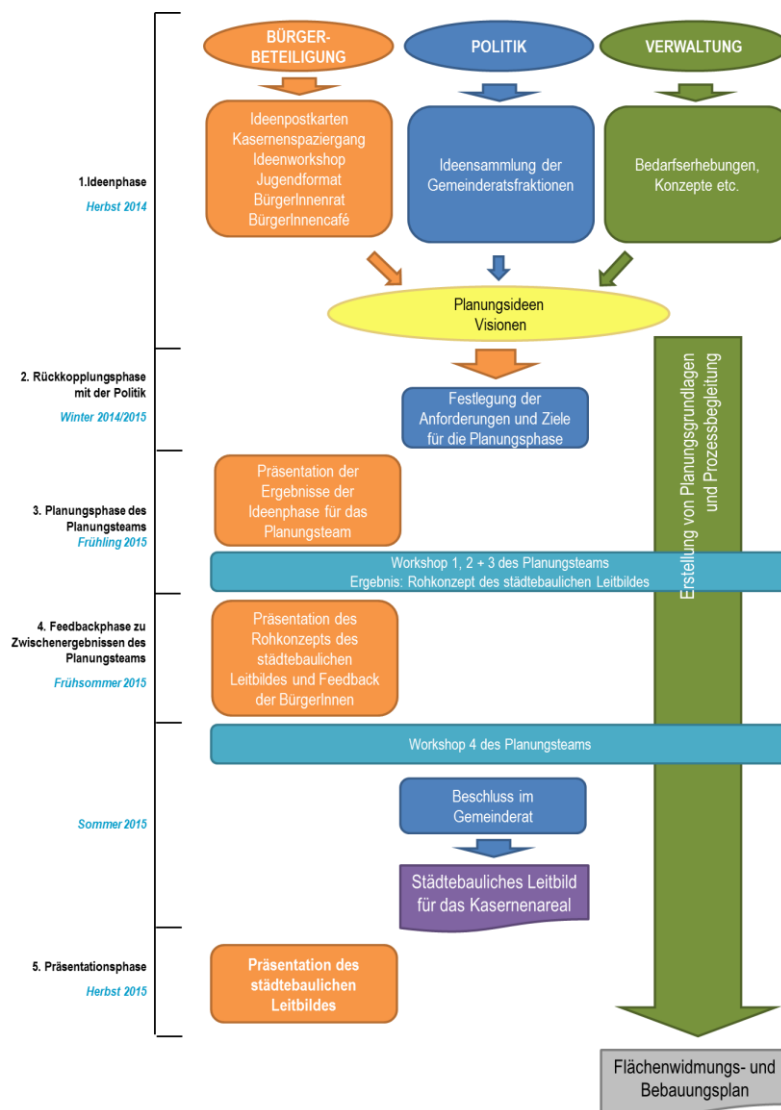 BÜRGER-
BETEILIGUNG
POLITIK
VERWALTUNG
1.Ideenphase
Herbst 2014
Ideenpostkarten
Kasernenspaziergang
Ideenworkshop
Jugendformat
BürgerInnenrat
BürgerInnencafé
Ideensammlung der
Gemeinderatsfraktionen
Bedarfserhebungen,
Konzepte etc.
Planungsideen
Visionen
2. Rückkopplungsphase
mit der Politik
Winter 2014/2015
Festlegung der
Anforderungen und Ziele
für die Planungsphase
Erstellung von Planungsgrundlagen
und Prozessbegleitung
3. Planungsphase des
Planungsteams
Frühling 2015
Präsentation der
Ergebnisse der
Ideenphase für das
Planungsteam
Workshop 1, 2 + 3 des Planungsteams
Ergebnis: Rohkonzept des städtebaulichen Leitbildes
4. Feedbackphase zu
Zwischenergebnissen des
Planungsteams
Frühsommer 2015
Präsentation des
Rohkonzepts des
städtebaulichen
Leitbildes und Feedback
der BürgerInnen
Workshop 4 des Planungsteams
Sommer 2015
Beschluss im
Gemeinderat
Städtebauliches Leitbild
für das Kasernenareal
5. Präsentationsphase
Herbst 2015
Präsentation des
städtebaulichen
Leitbildes
Flächenwidmungs- und
Bebauungsplan